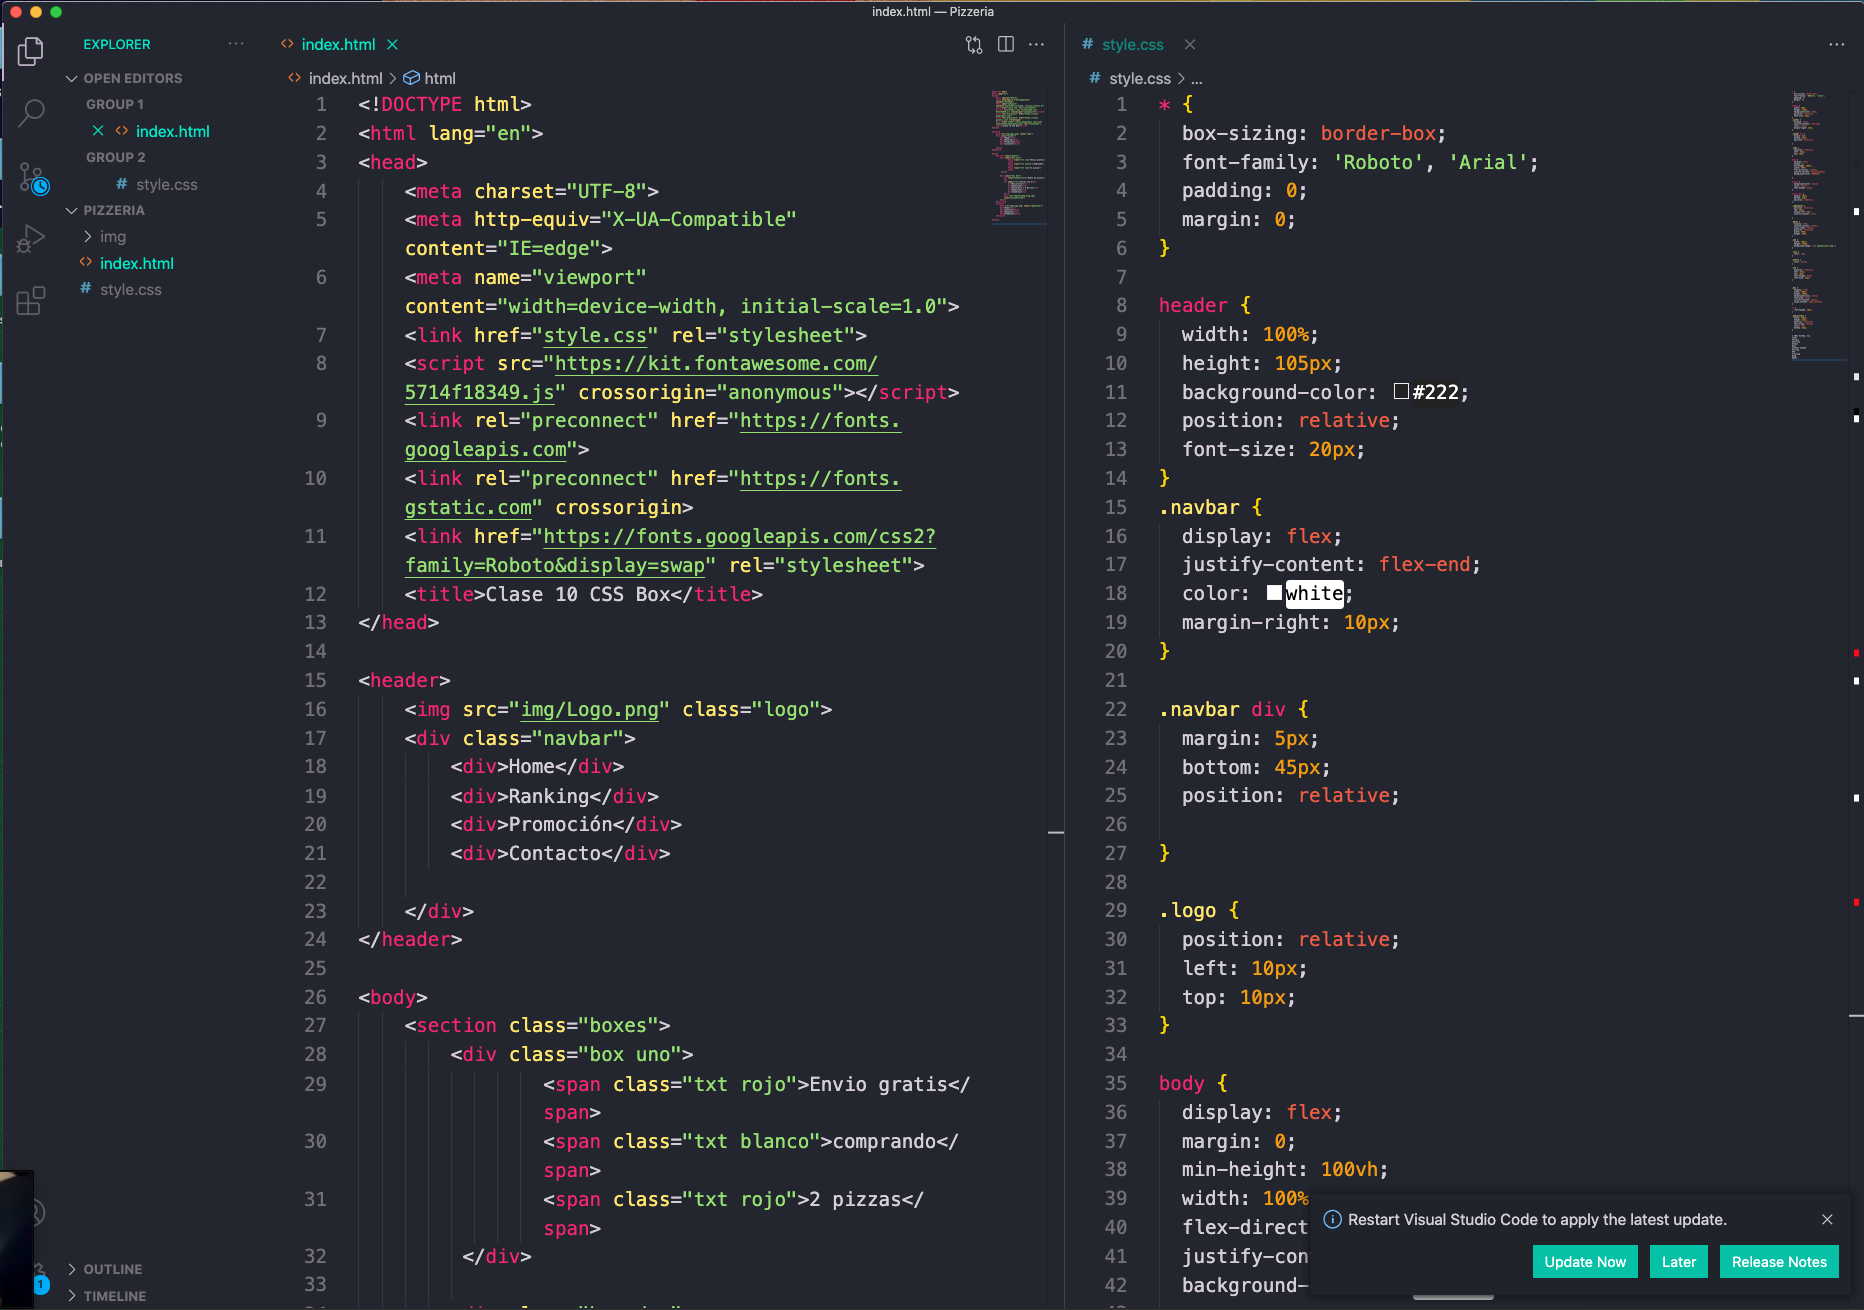 index.html — Pizzeria
EXPLORER
OPEN EDITORS
GROUP 1
index.html
GROUP 2
# style.css
PIZZERIA
img
index.html
# style.css
OUTLINE
TIMELINE
1
index.html
index.html > html
1 <!DOCTYPE html>
2 <html lang="en">
3 <head>
4 <meta charset="UTF-8">
5 <meta http-equiv="X-UA-Compatible"
content="IE=edge">
6 <meta name="viewport"
content="width=device-width, initial-scale=1.0">
7 <link href="style.css" rel="stylesheet">
8 <script src="https://kit.fontawesome.com/
5714f18349.js" crossorigin="anonymous"></script>
9 <link rel="preconnect" href="https://fonts.
googleapis.com">
10 <link rel="preconnect" href="https://fonts.
gstatic.com" crossorigin>
11 <link href="https://fonts.googleapis.com/css2?
family=Roboto&display=swap" rel="stylesheet">
12 <title>Clase 10 CSS Box</title>
13 </head>
14
15 <header>
16 <img src="img/Logo.png" class="logo">
17 <div class="navbar">
18 <div>Home</div>
19 <div>Ranking</div>
20 <div>Promoción</div>
21 <div>Contacto</div>
22
23 </div>
24 </header>
25
26 <body>
27 <section class="boxes">
28 <div class="box uno">
29 <span class="txt rojo">Envio gratis</
span>
30 <span class="txt blanco">comprando</
span>
31 <span class="txt rojo">2 pizzas</
span>
32 </div>
33
# style.css
# style.css > ...
1 * {
2 box-sizing: border-box;
3 font-family: 'Roboto', 'Arial';
4 padding: 0;
5 margin: 0;
6 }
7
8 header {
9 width: 100%;
10 height: 105px;
11 background-color: #222;
12 position: relative;
13 font-size: 20px;
14 }
15 .navbar {
16 display: flex;
17 justify-content: flex-end;
18 color: white;
19 margin-right: 10px;
20 }
21
22 .navbar div {
23 margin: 5px;
24 bottom: 45px;
25 position: relative;
26
27 }
28
29 .logo {
30 position: relative;
31 left: 10px;
32 top: 10px;
33 }
34
35 body {
36 display: flex;
37 margin: 0;
38 min-height: 100vh;
39 width: 100%
40 flex-direct
41 justify-con
42 background-
Restart Visual Studio Code to apply the latest update.
Update Now
Later
Release Notes